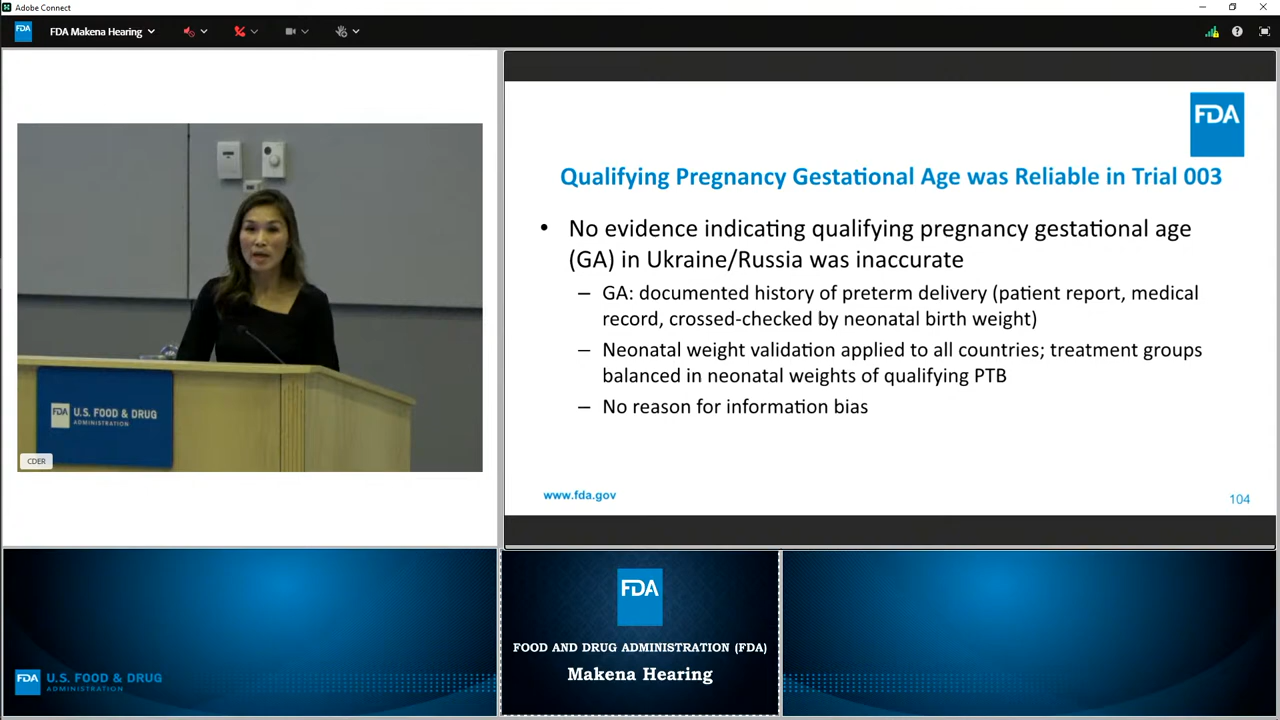 Adobe Connect
FDA
FDA Makena Hearing
FDA
Qualifying Pregnancy Gestational Age was Reliable in Trial 003
• No evidence indicating qualifying pregnancy gestational age
(GA) in Ukraine/Russia was inaccurate
– GA: documented history of preterm delivery (patient report, medical
record, crossed-checked by neonatal birth weight)
– Neonatal weight validation applied to all countries; treatment groups
balanced in neonatal weights of qualifying PTB
– No reason for information bias
www.fda.gov
104
FDA U.S. FOOD & DRUG
ADMINISTRATION
CDER
FDA
FOOD AND DRUG ADMINISTRATION (FDA)
Makena Hearing
FDA U.S. FOOD & DRUG
ADMINISTRATION